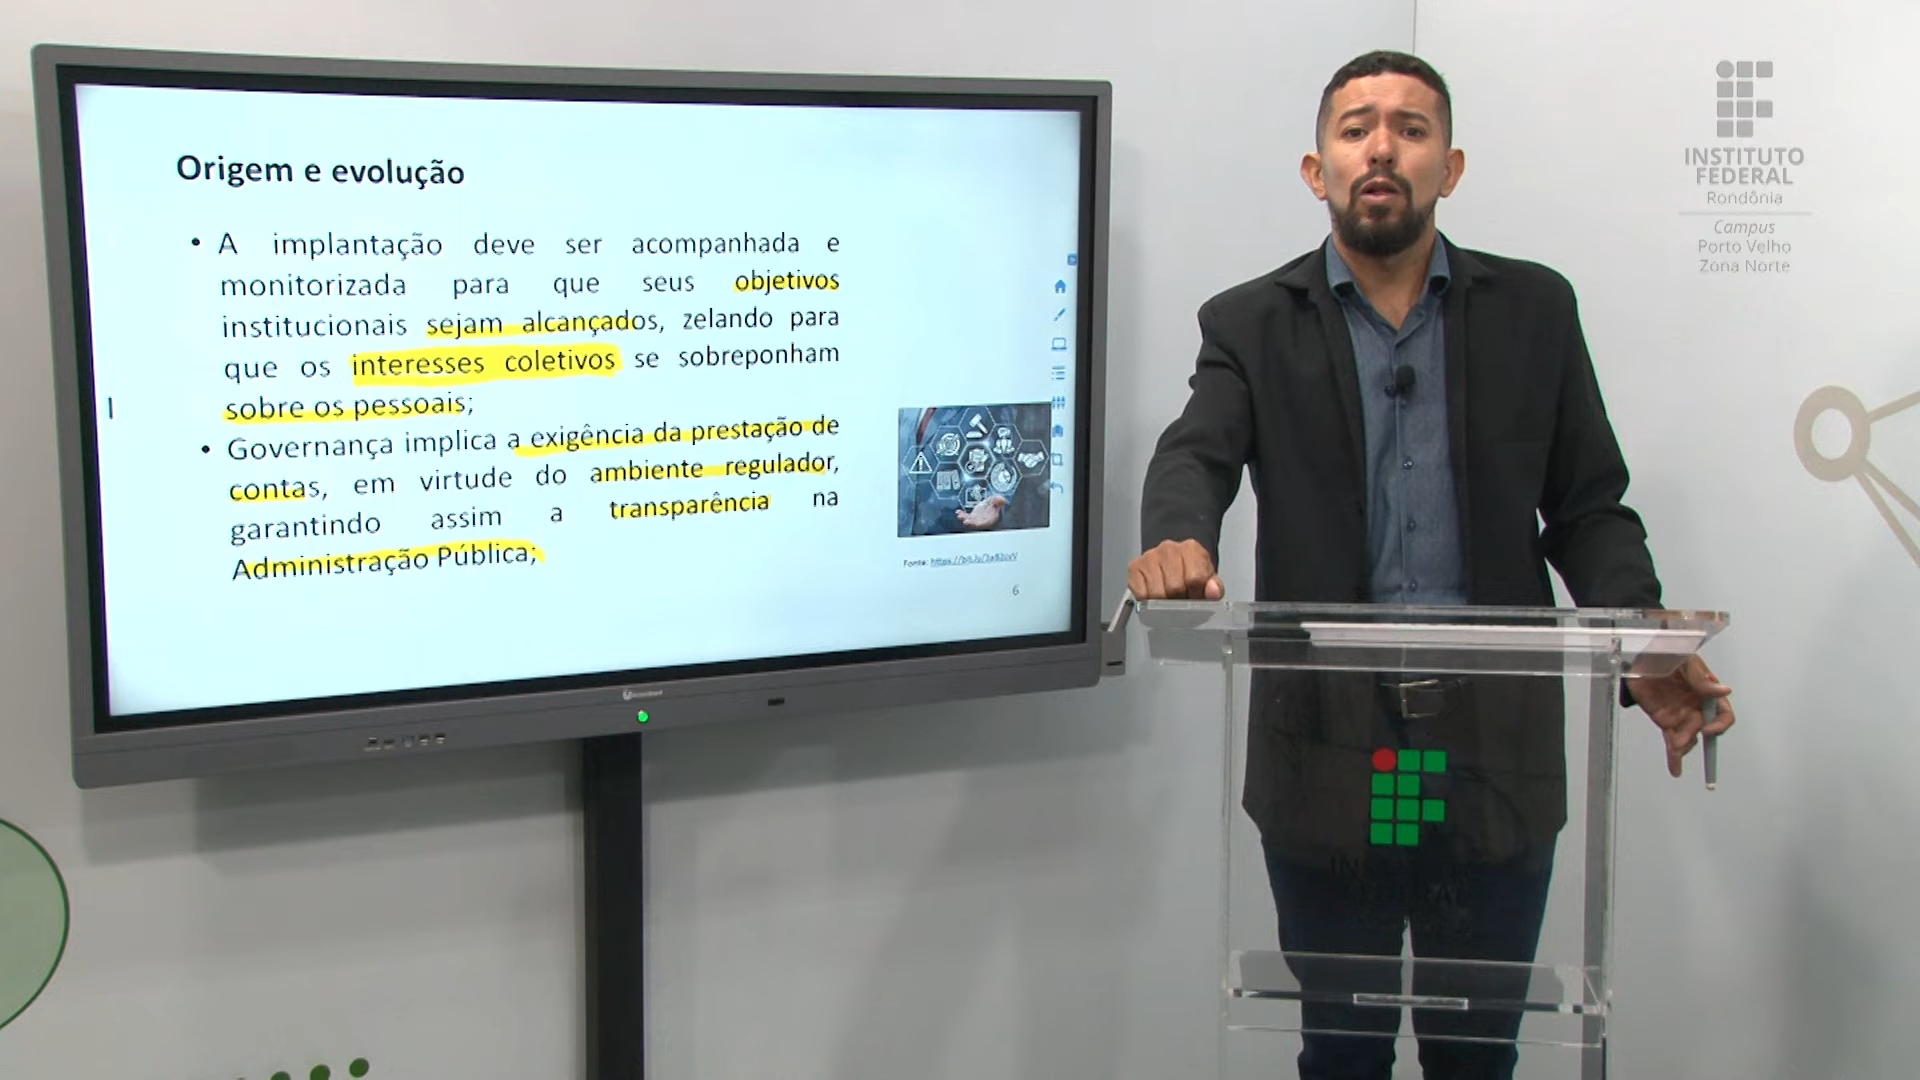 Origem e evolução
• A implantação deve ser acompanhada e
monitorizada para que seus objetivos
institucionais sejam alcançados, zelando para
que os interesses coletivos se sobreponham
sobre os pessoais;
• Governança implica a exigência da prestação de
contas, em virtude do ambiente regulador,
garantindo assim a transparência na
Administração Pública;
Fonte:
6
INSTITUTO
FEDERAL
Rondônia
Campus
Porto Velho
Zona Norte